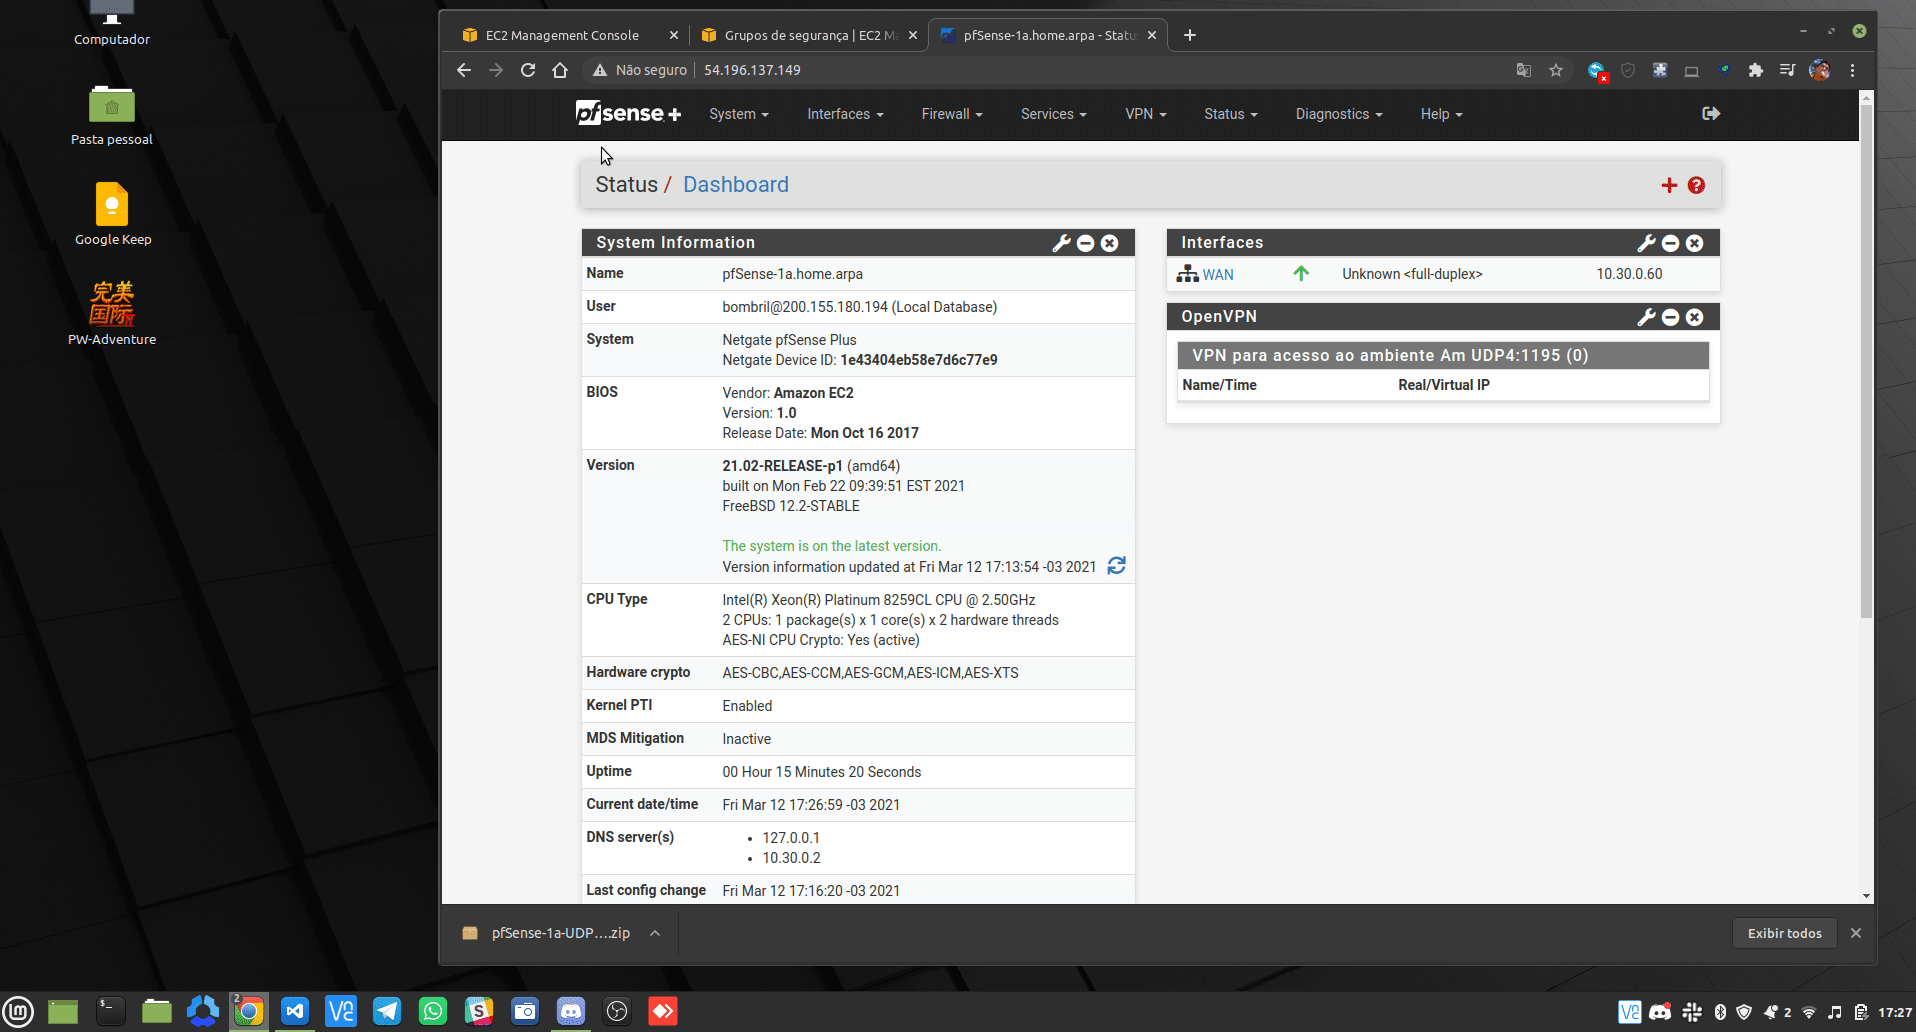 Computador
Pasta pessoal
Google Keep
完美
国际
PW-Adventure
EC2 Management Console
Grupos de segurança | EC2 Ma
pfSense-1a.home.arpa - Statu
Não seguro
54.196.137.149
pfsense+
System
Interfaces
Firewall
Services
VPN
Status
Diagnostics
Help
Status / Dashboard
System Information
Name pfSense-1a.home.arpa
User bombril@200.155.180.194 (Local Database)
System Netgate pfSense Plus
Netgate Device ID: 1e43404eb58e7d6c77e9
BIOS Vendor: Amazon EC2
Version: 1.0
Release Date: Mon Oct 16 2017
Version 21.02-RELEASE-p1 (amd64)
built on Mon Feb 22 09:39:51 EST 2021
FreeBSD 12.2-STABLE
The system is on the latest version.
Version information updated at Fri Mar 12 17:13:54 -03 2021
CPU Type Intel(R) Xeon(R) Platinum 8259CL CPU @ 2.50GHz
2 CPUs: 1 package(s) x 1 core(s) x 2 hardware threads
AES-NI CPU Crypto: Yes (active)
Hardware crypto AES-CBC,AES-CCM,AES-GCM,AES-ICM,AES-XTS
Kernel PTI Enabled
MDS Mitigation Inactive
Uptime 00 Hour 15 Minutes 20 Seconds
Current date/time Fri Mar 12 17:26:59 -03 2021
DNS server(s) • 127.0.0.1
• 10.30.0.2
Last config change Fri Mar 12 17:16:20 -03 2021
Interfaces
WAN Unknown <full-duplex> 10.30.0.60
OpenVPN
VPN para acesso ao ambiente Am UDP4:1195 (0)
Name/Time Real/Virtual IP
pfSense-1a-UDP....zip
Exibir todos
2
2
17:27